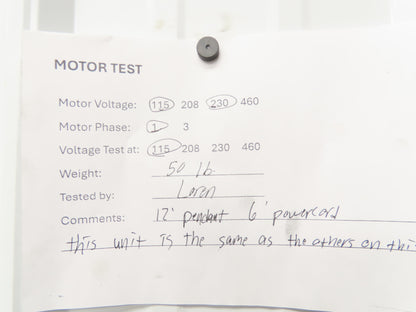 MOTOR TEST
Motor Voltage: 115 208 230 460
Motor Phase: 1 3
Voltage Test at: 115 208 230 460
Weight: 50 lb
Tested by: Loren
Comments: 12' pendant 6' powercord
this unit is the same as the others on thi